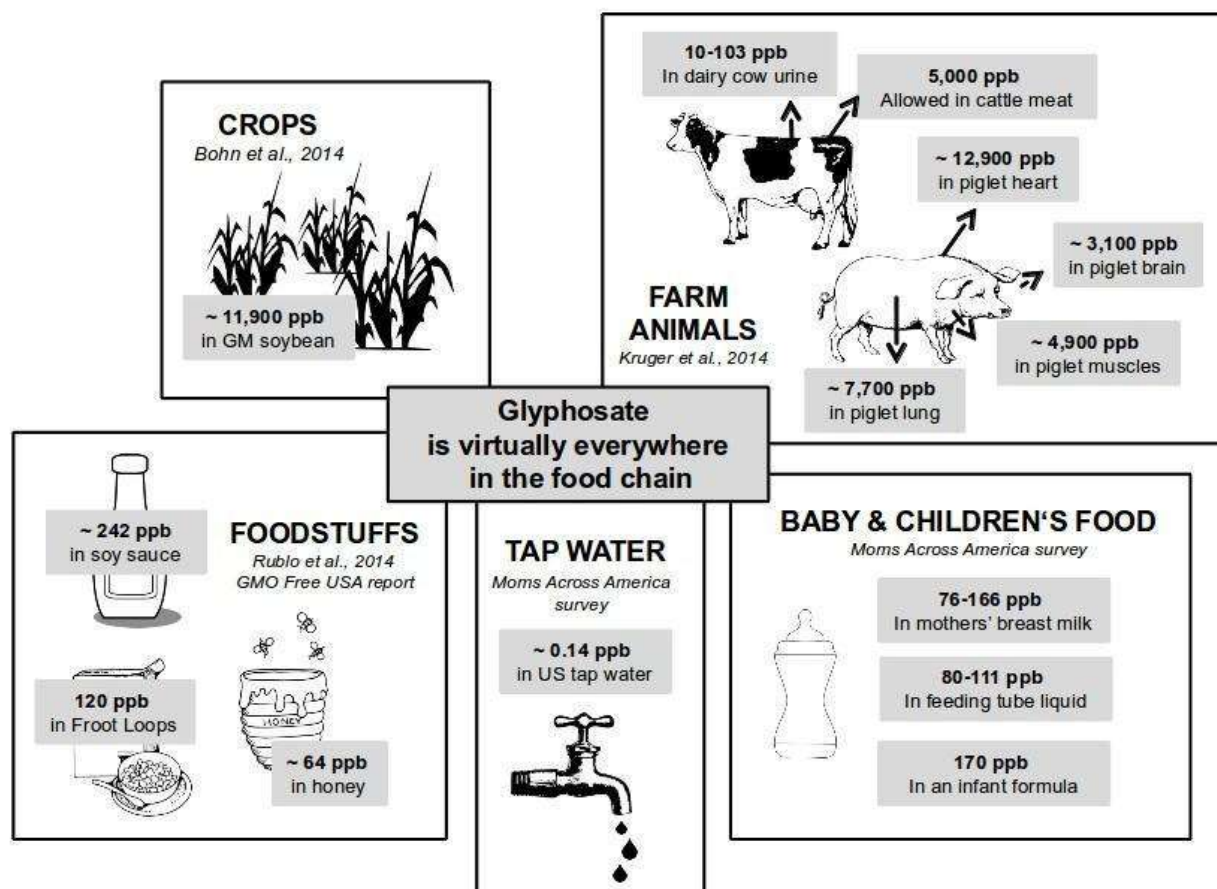 CROPS
Bohn et al., 2014
~ 11,900 ppb
in GM soybean
10-103 ppb
In dairy cow urine
5,000 ppb
Allowed in cattle meat
~ 12,900 ppb
in piglet heart
~ 3,100 ppb
in piglet brain
FARM
ANIMALS
Kruger et al., 2014
~ 4,900 ppb
in piglet muscles
~ 7,700 ppb
in piglet lung
Glyphosate
is virtually everywhere
in the food chain
~ 242 ppb
in soy sauce
FOODSTUFFS
Rublo et al., 2014
GMO Free USA report
120 ppb
in Froot Loops
HONEY
~ 64 ppb
in honey
TAP WATER
Moms Across America
survey
~ 0.14 ppb
in US tap water
BABY & CHILDREN‘S FOOD
Moms Across America survey
76-166 ppb
In mothers’ breast milk
80-111 ppb
In feeding tube liquid
170 ppb
In an infant formula